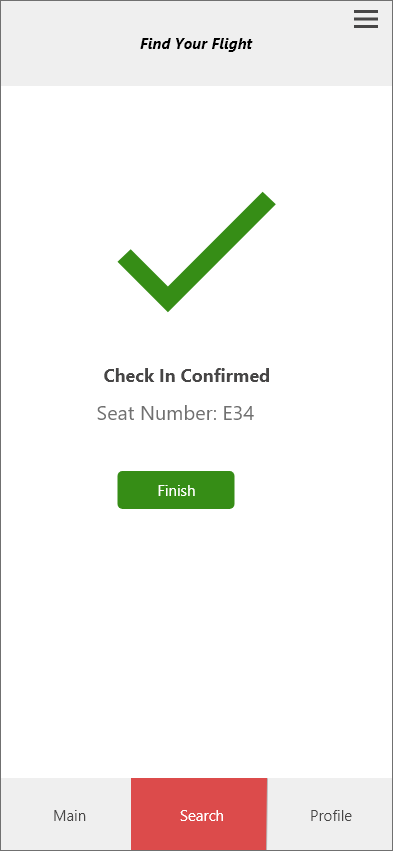 Find Your Flight
Check In Confirmed
Seat Number: E34
Finish
Main
Search
Profile